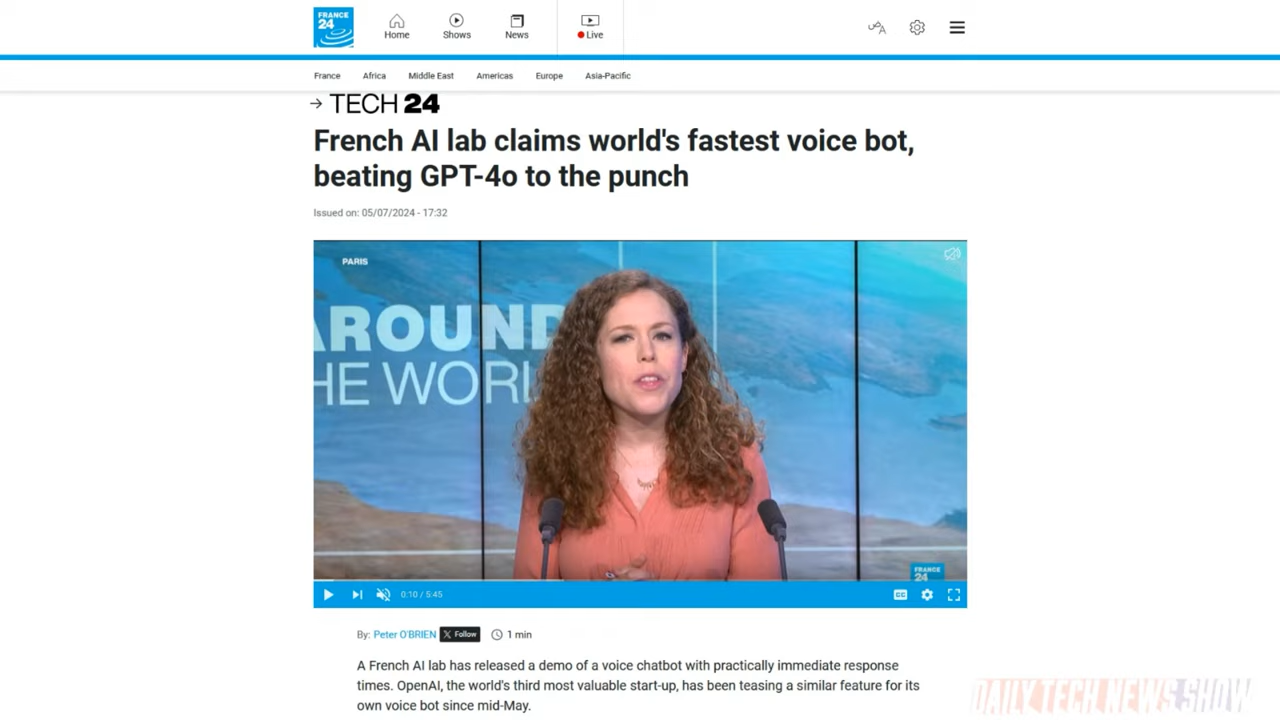 FRANCE
24
Home
Shows
News
Live
France
Africa
Middle East
Americas
Europe
Asia-Pacific
→ TECH 24
French AI lab claims world's fastest voice bot,
beating GPT-4o to the punch
Issued on: 05/07/2024 - 17:32
PARIS
AROUND
HE WORL
FRANCE
24
0:10 / 5:45
CC
By: Peter O'BRIEN X Follow 1 min
A French AI lab has released a demo of a voice chatbot with practically immediate response
times. OpenAI, the world's third most valuable start-up, has been teasing a similar feature for its
own voice bot since mid-May.
DAILY TECH NEWS SHOW